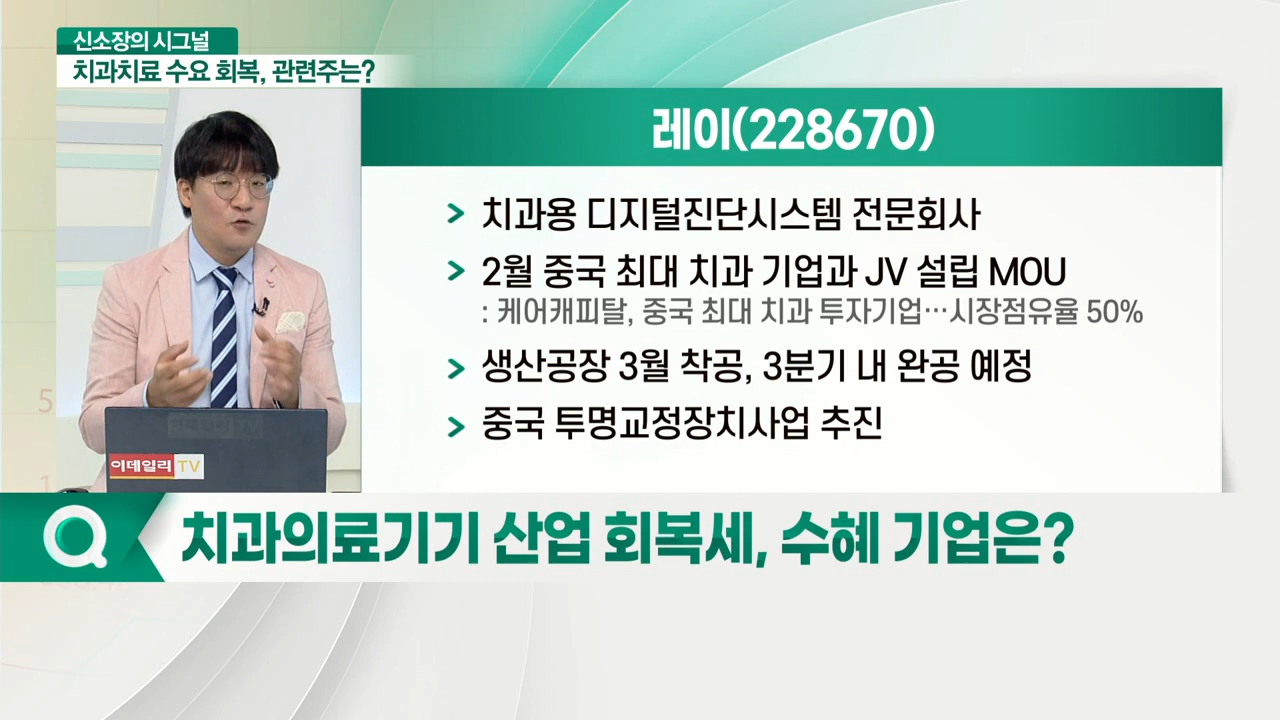 신소장의 시그널
치과치료 수요 회복, 관련주는?
레이(228670)
> 치과용 디지털진단시스템 전문회사
> 2월 중국 최대 치과 기업과 JV 설립 MOU
: 케어캐피탈, 중국 최대 치과 투자기업…시장점유율 50%
> 생산공장 3월 착공, 3분기 내 완공 예정
> 중국 투명교정장치사업 추진
5
1
이데일리TV
Q 치과의료기기 산업 회복세, 수혜 기업은?